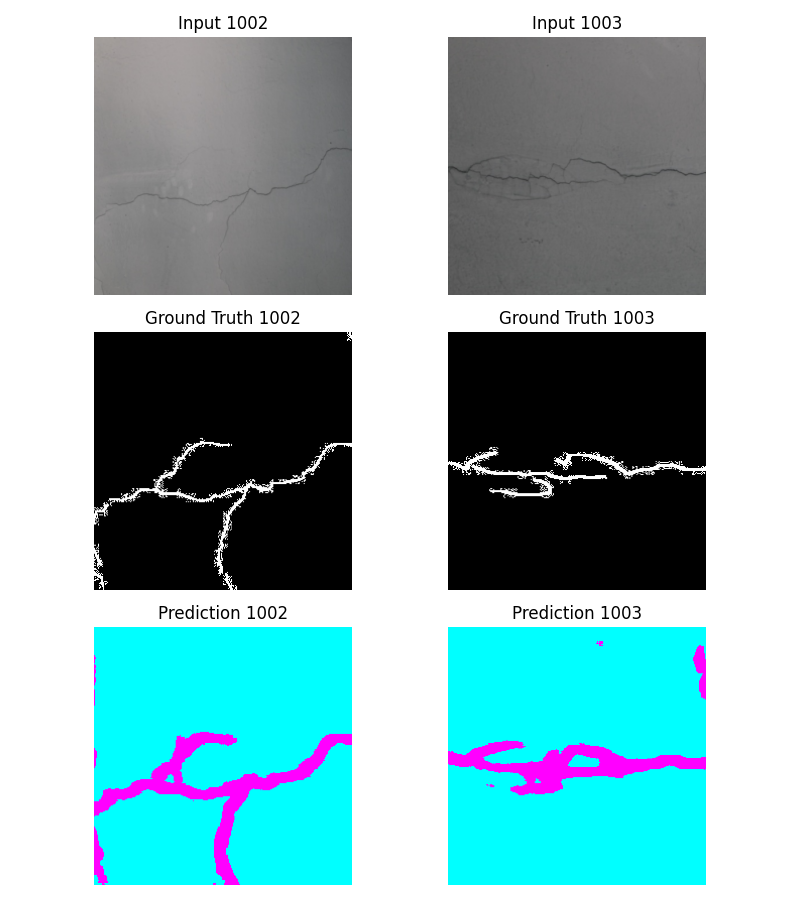 Input 1002
Input 1003
Ground Truth 1002
Ground Truth 1003
Prediction 1002
Prediction 1003